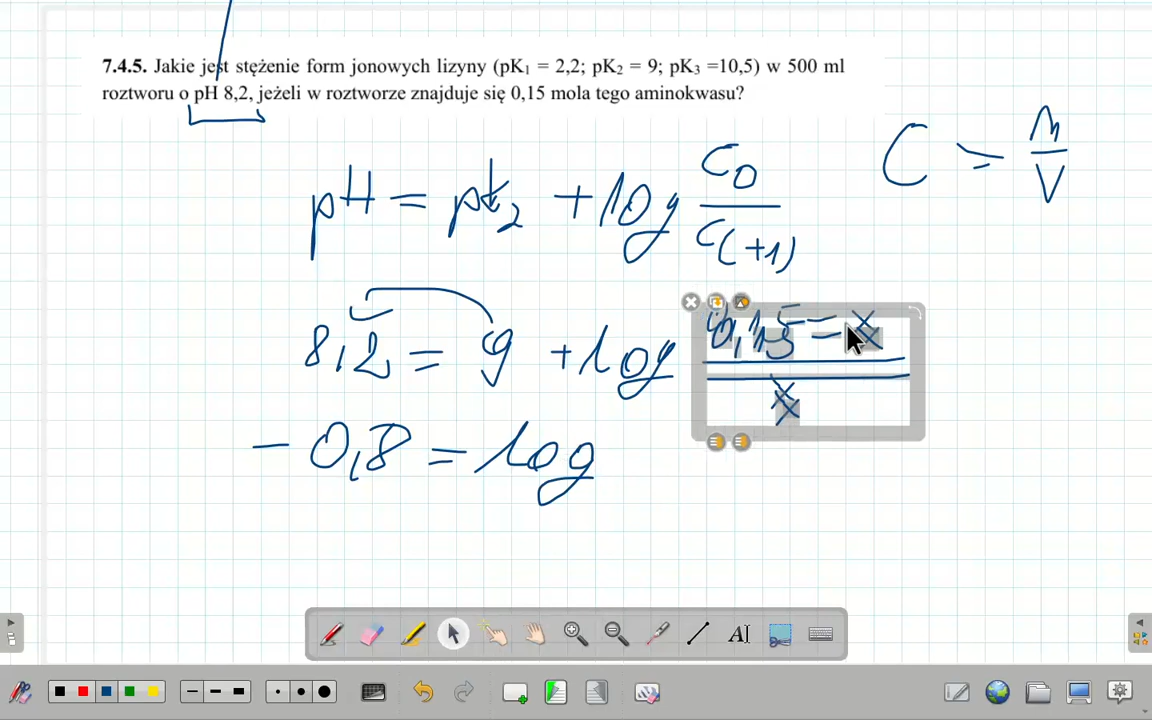 7.4.5. Jakie jest stężenie form jonowych lizyny (pK₁ = 2,2; pK₂ = 9; pK₃ =10,5) w 500 ml
roztworu o pH 8,2, jeżeli w roztworze znajduje się 0,15 mola tego aminokwasu?
C = n/V
pH = pk₂ + log c₀/c(+1)
8,2 = 9 + log 0,15-x/x
- 0,8 = log